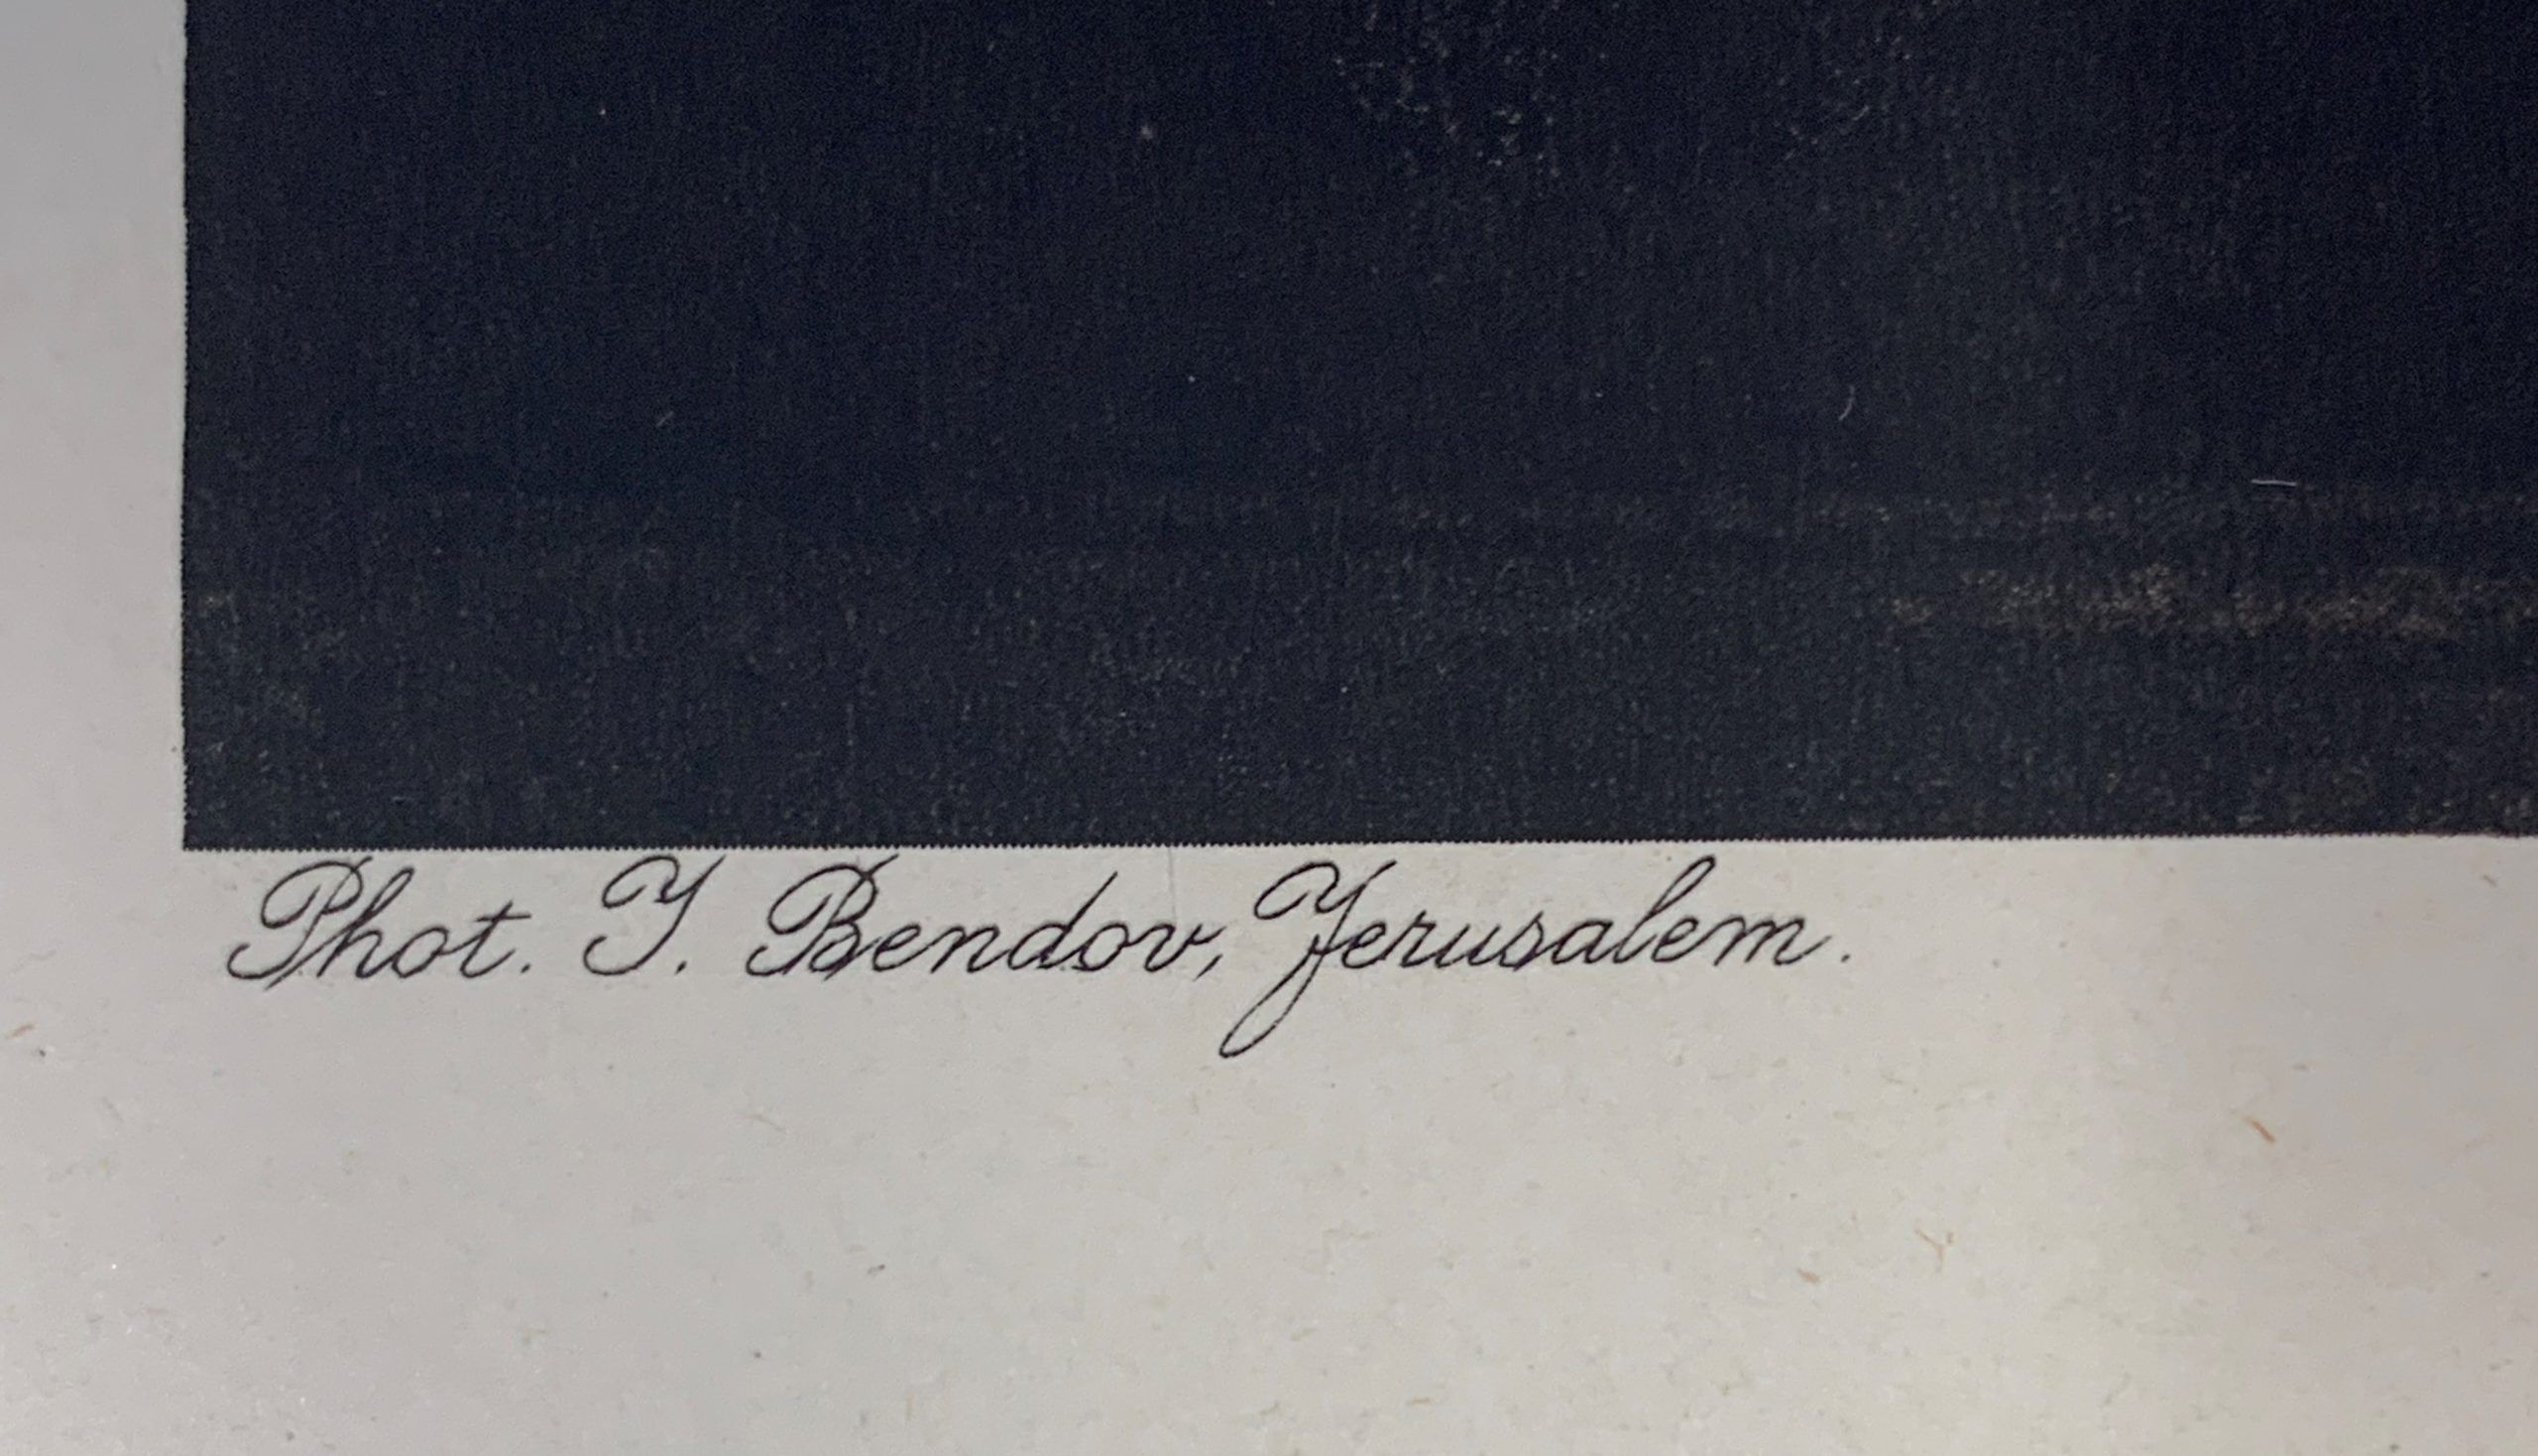 Phot. Y. Bendov, Jerusalem.